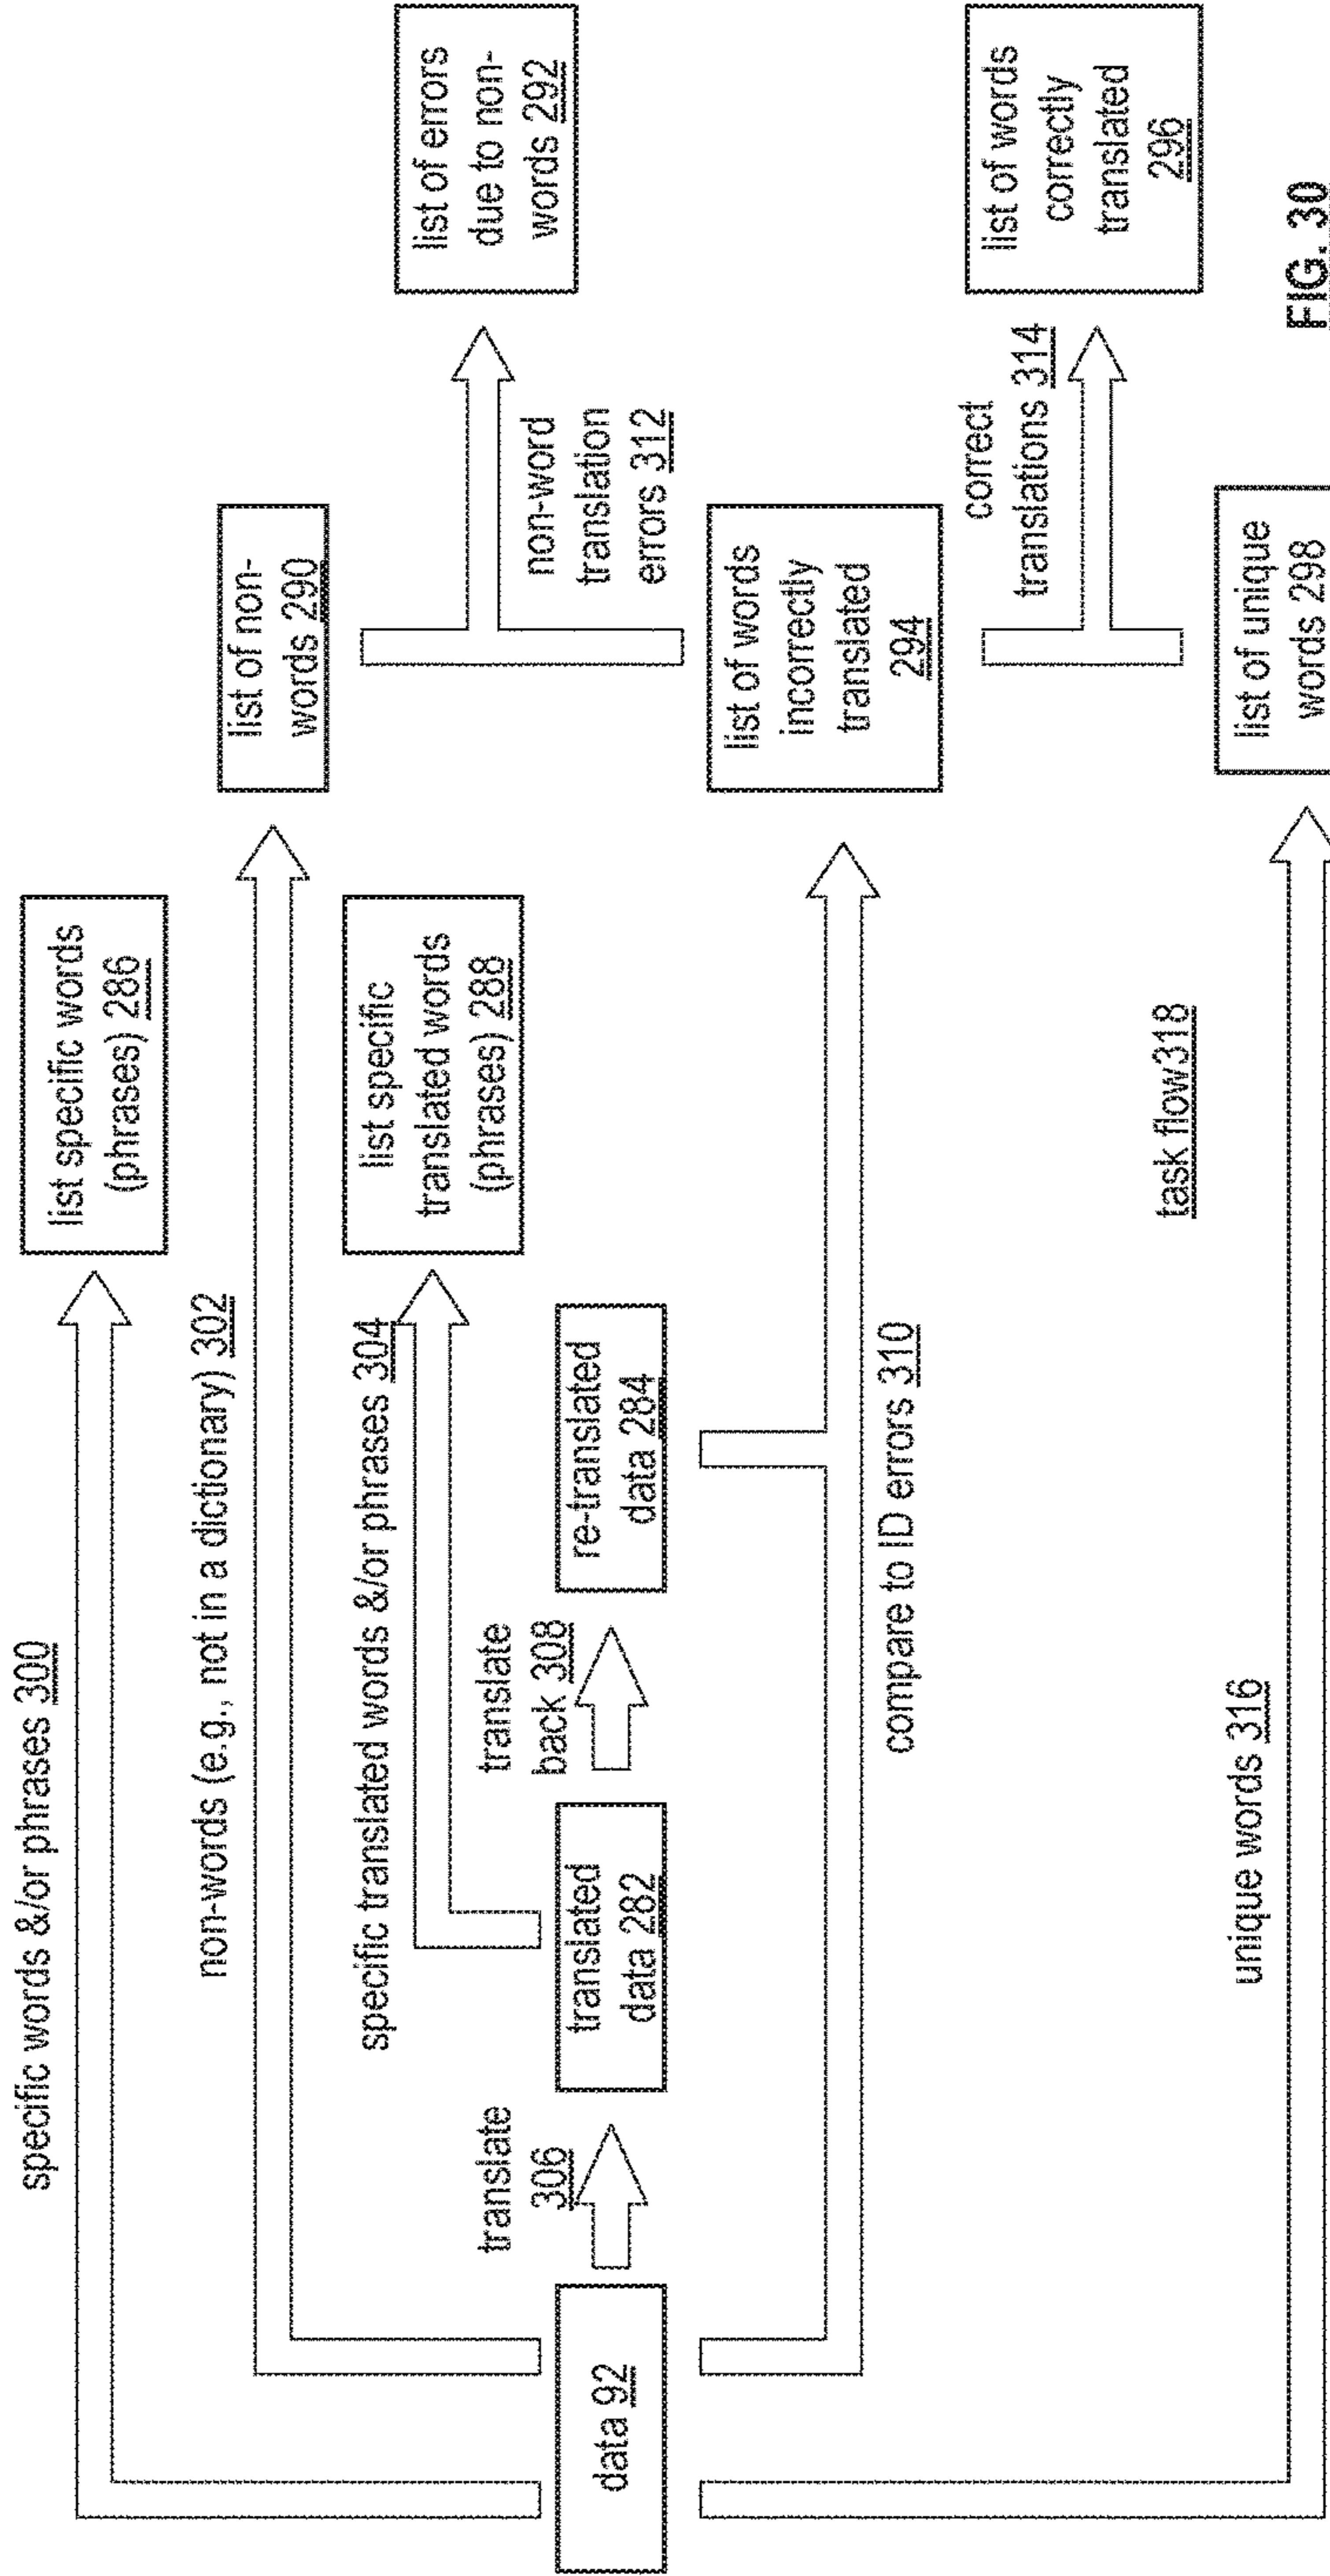 specific words &/or phrases 300
list specific words
(phrases) 286
non-words (e.g., not in a dictionary) 302
list of non-
words 290
specific translated words &/or phrases 304
list specific
translated words
(phrases) 288
list of errors
due to non-
words 292
non-word
translation
errors 312
data 92
translate
306
translated
data 282
translate
back 308
re-translated
data 284
list of words
incorrectly
translated
294
compare to ID errors 310
correct
translations 314
list of words
correctly
translated
296
task flow318
unique words 316
list of unique
words 298
FIG. 30